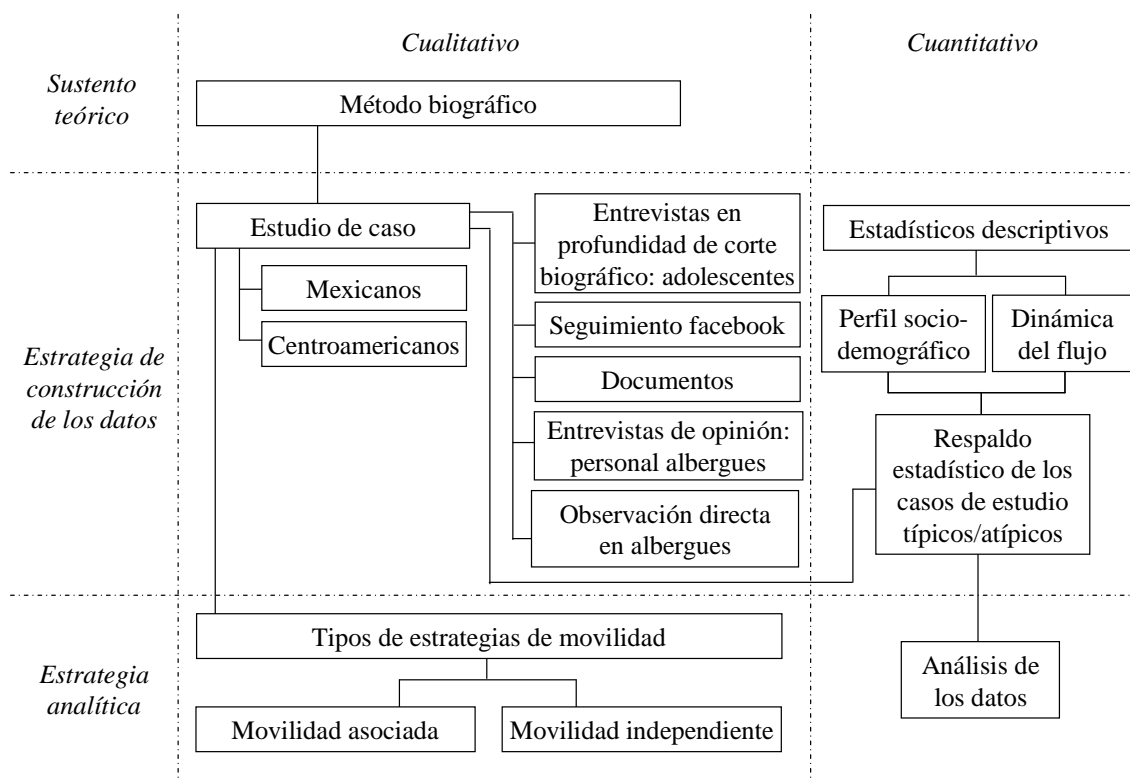 Cualitativo
Cuantitativo
Sustento
teórico
Método biográfico
Estrategia de
construcción
de los datos
Estudio de caso
Mexicanos
Centroamericanos
Entrevistas en
profundidad de corte
biográfico: adolescentes
Seguimiento facebook
Documentos
Entrevistas de opinión:
personal albergues
Observación directa
en albergues
Estadísticos descriptivos
Perfil socio-
demográfico
Dinámica
del flujo
Respaldo
estadístico de los
casos de estudio
típicos/atípicos
Estrategia
analítica
Tipos de estrategias de movilidad
Movilidad asociada
Movilidad independiente
Análisis de
los datos